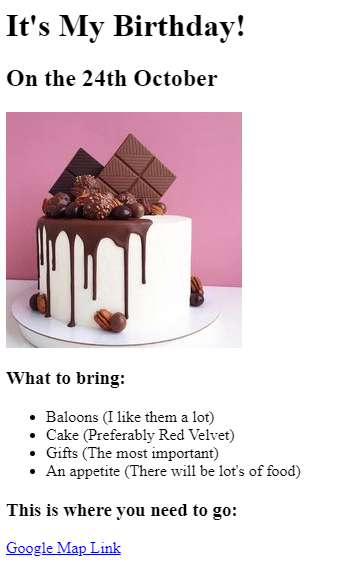 It's My Birthday!
On the 24th October
What to bring:
Baloons (I like them a lot)
Cake (Preferably Red Velvet)
Gifts (The most important)
An appetite (There will be lot's of food)
This is where you need to go:
Google Map Link